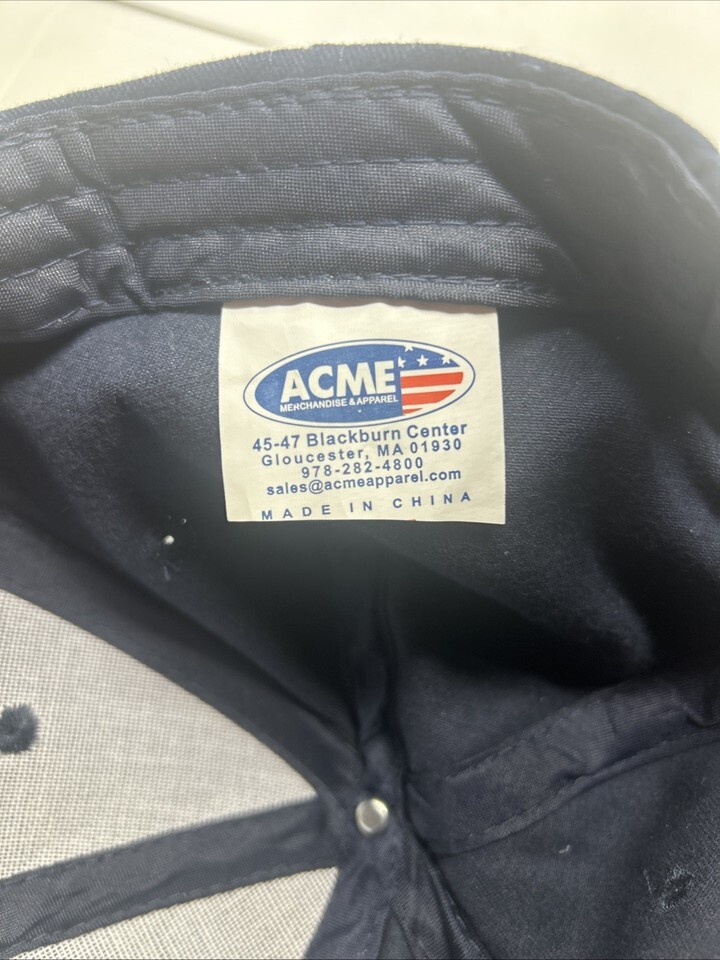 ACME
MERCHANDISE & APPAREL
45-47 Blackburn Center
Gloucester, MA 01930
978-282-4800
sales@acmeapparel.com
MADE IN CHINA